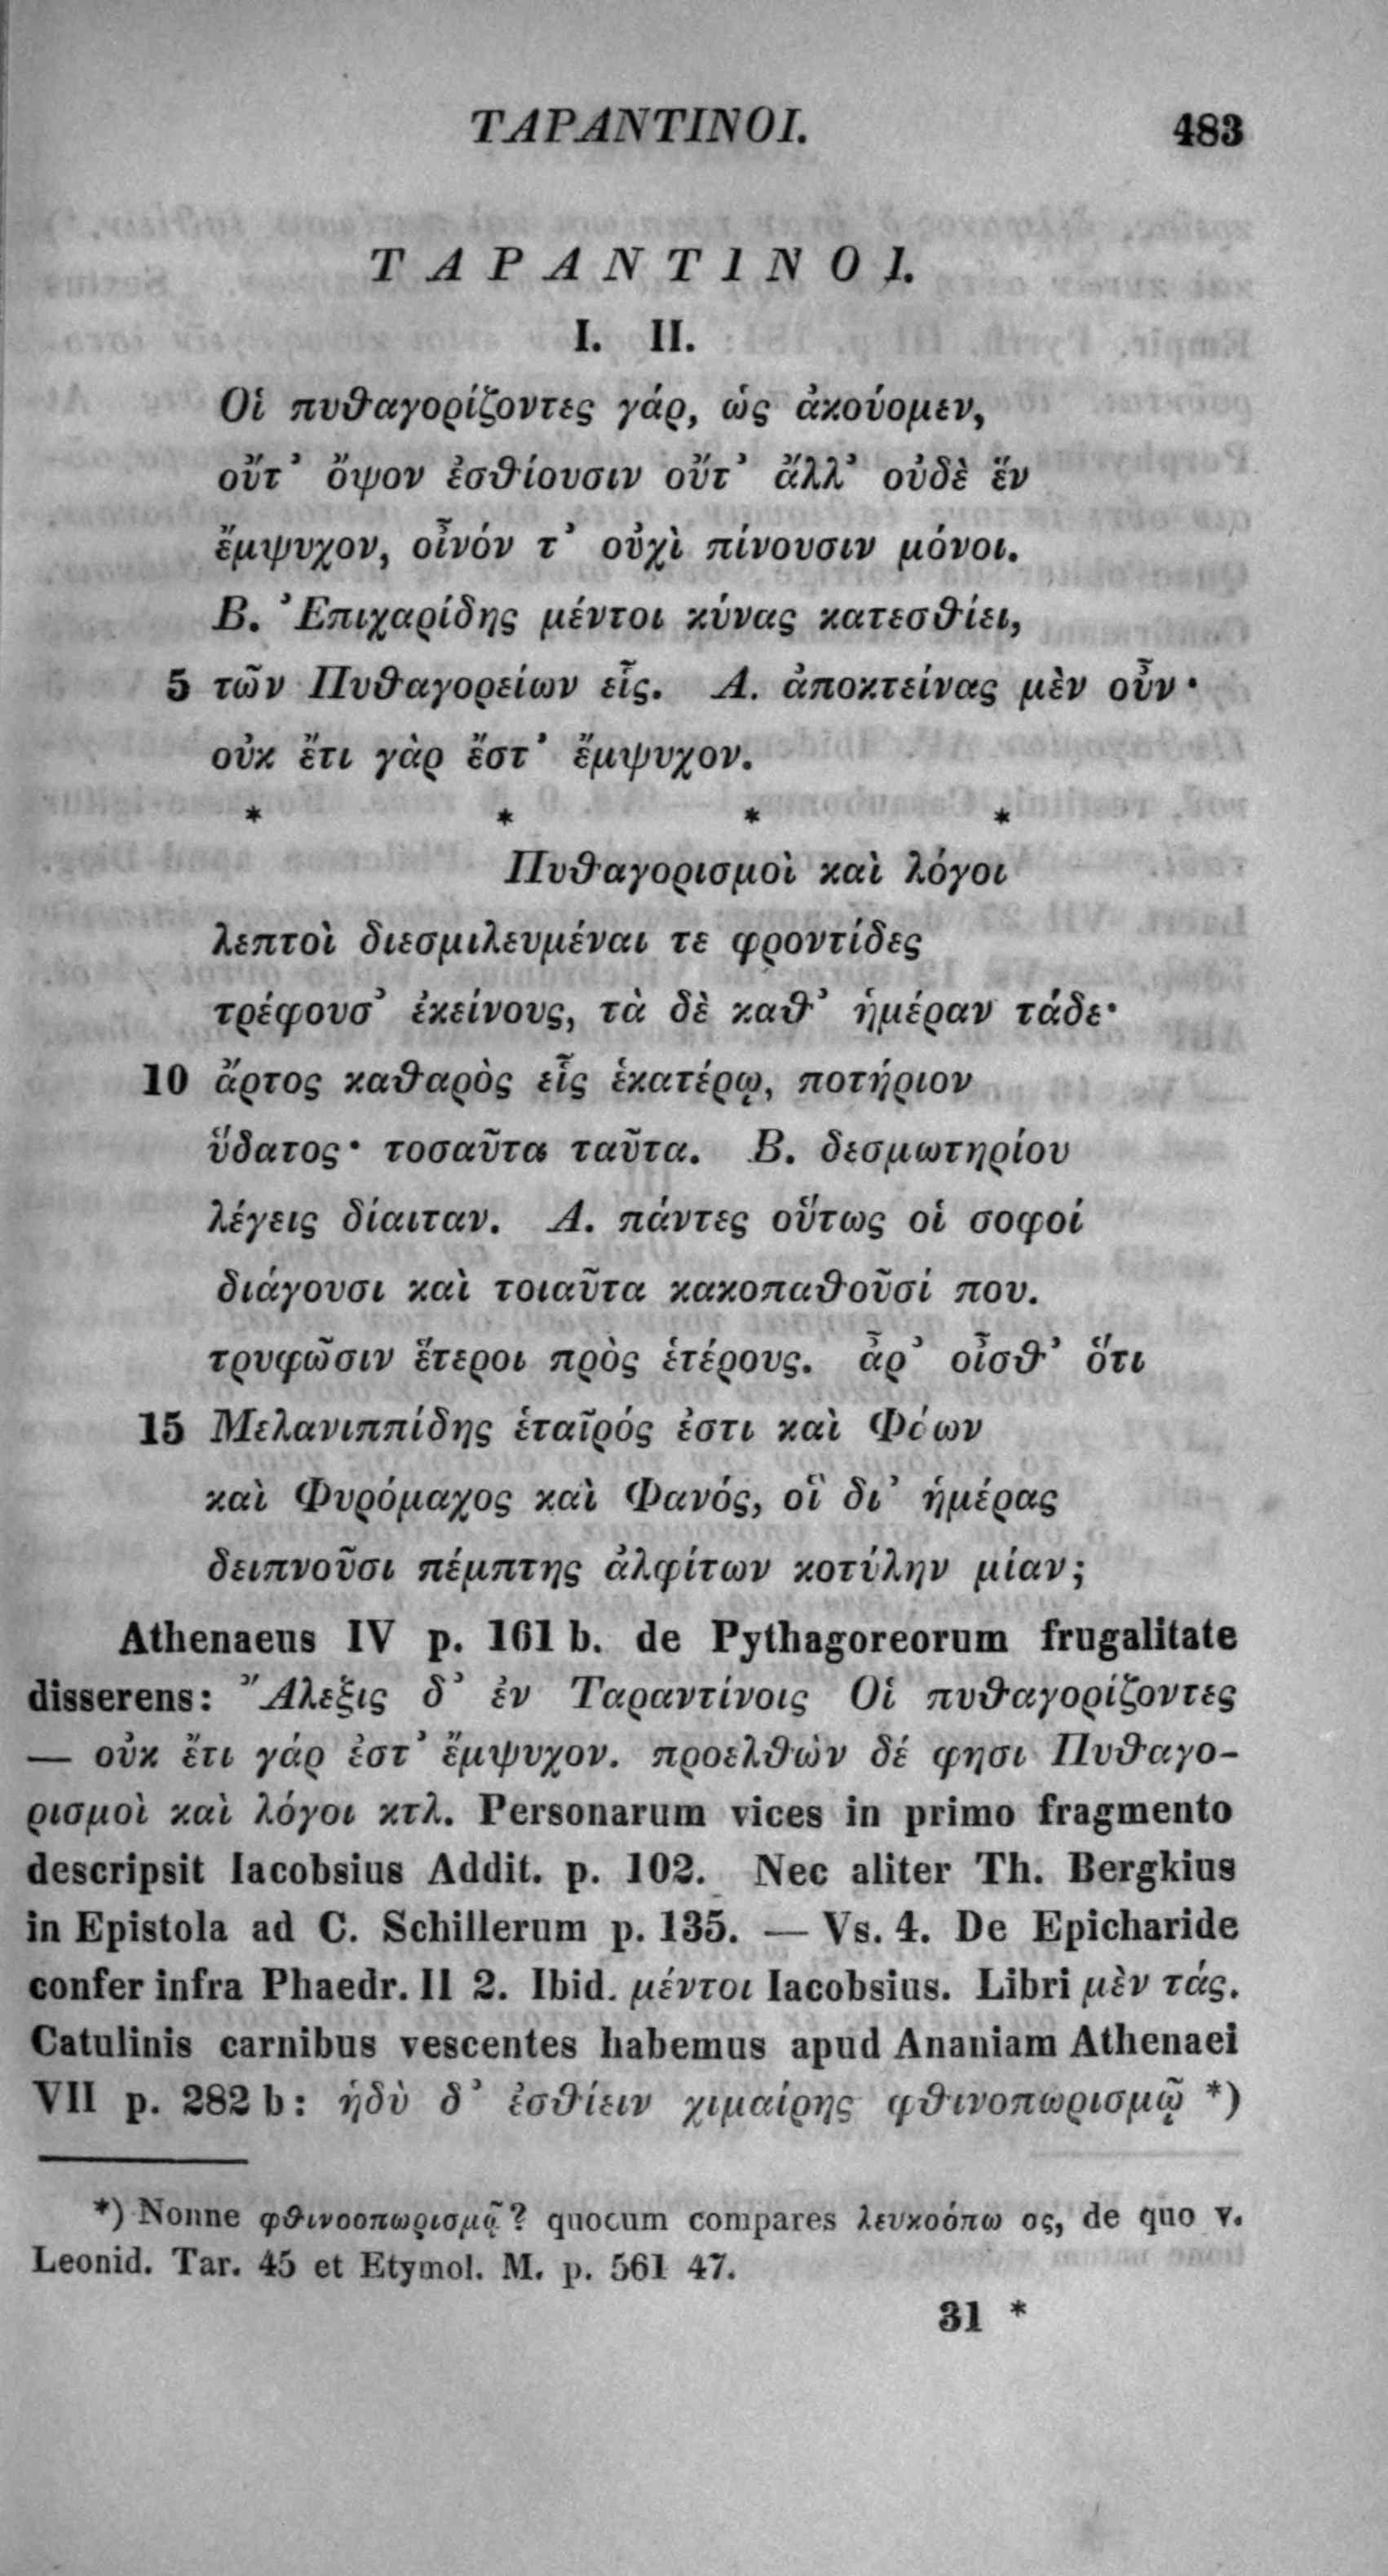 ΤΑΡΑΝΤΙΝΟΙ. 483
ΤΑΡΑΝΤΙΝΟΙ.
I. II.
Οἱ πυθαγορίζοντες γάρ, ὡς ἀκούομεν,
οὔτ᾽ ὄψον ἐσθίουσιν οὔτ᾽ ἄλλ᾽ οὐδὲ ἓν
ἔμψυχον, οἶνόν τ᾽ οὐχὶ πίνουσιν μόνοι.
Β. Ἐπιχαρίδης μέντοι κύνας κατεσθίει,
5 τῶν Πυθαγορείων εἷς. Α. ἀποκτείνας μὲν οὖν·
οὐκ ἔτι γὰρ ἔστ᾽ ἔμψυχον.
* * * *
Πυθαγορισμοὶ καὶ λόγοι
λεπτοὶ διεσμιλευμέναι τε φροντίδες
τρέφουσ᾽ ἐκείνους, τὰ δὲ καθ᾽ ἡμέραν τάδε·
10 ἄρτος καθαρὸς εἷς ἑκατέρῳ, ποτήριον
ὕδατος· τοσαῦτα ταῦτα. Β. δεσμωτηρίου
λέγεις δίαιταν. Α. πάντες οὕτως οἱ σοφοί
διάγουσι καὶ τοιαῦτα κακοπαθοῦσί που.
τρυφῶσιν ἕτεροι πρὸς ἑτέρους. ἆρ᾽ οἶσθ᾽ ὅτι
15 Μελανιππίδης ἑταῖρός ἐστι καὶ Φάων
καὶ Φυρόμαχος καὶ Φανός, οἳ δι᾽ ἡμέρας
δειπνοῦσι πέμπτης ἀλφίτων κοτύλην μίαν;
Athenaeus IV p. 161 b. de Pythagoreorum frugalitate
disserens: Ἄλεξις δ᾽ ἐν Ταραντίνοις Οἱ πυθαγορίζοντες
— οὐκ ἔτι γάρ ἐστ᾽ ἔμψυχον. προελθὼν δέ φησι Πυθαγο-
ρισμοὶ καὶ λόγοι κτλ. Personarum vices in primo fragmento
descripsit Iacobsius Addit. p. 102. Nec aliter Th. Bergkius
in Epistola ad C. Schillerum p. 135. — Vs. 4. De Epicharide
confer infra Phaedr. II 2. Ibid. μέντοι Iacobsius. Libri μὲν τάς.
Catulinis carnibus vescentes habemus apud Ananiam Athenaei
VII p. 282 b: ἡδὺ δ᾽ ἐσθίειν χιμαίρης φθινοπωρισμῷ *)
*) Nonne φθινοοπωρισμῷ? quocum compares λευκοόπω ος, de quo v.
Leonid. Tar. 45 et Etymol. M. p. 561 47.
31 *